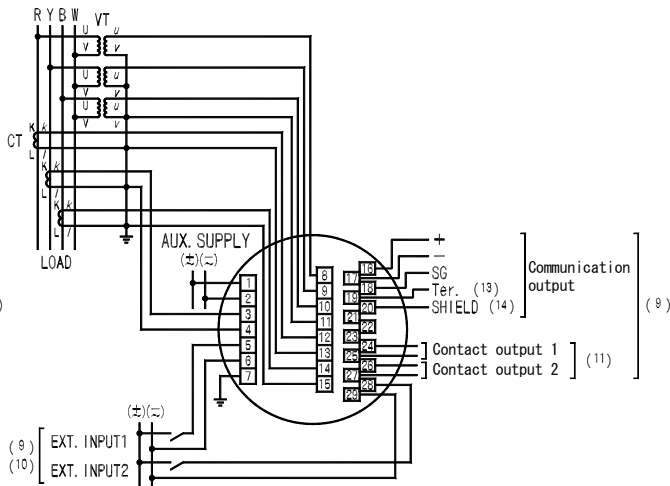 R Y B W VT
U u
V v
U u
V v
U u
V v
CT
K k
L l
K k
L l
K k
L l
LOAD
AUX. SUPPLY
(±)(∓)
1
2
3
4
5
6
7
8
9
10
11
12
13
14
15
16
17
18
19
20
21
22
23
24
25
26
27
28
29
+
−
SG
Ter. (13)
SHIELD (14)
Communication
output
(9)
Contact output 1
Contact output 2
(11)
(±)(∓)
(9)
(10)
EXT. INPUT1
EXT. INPUT2
)